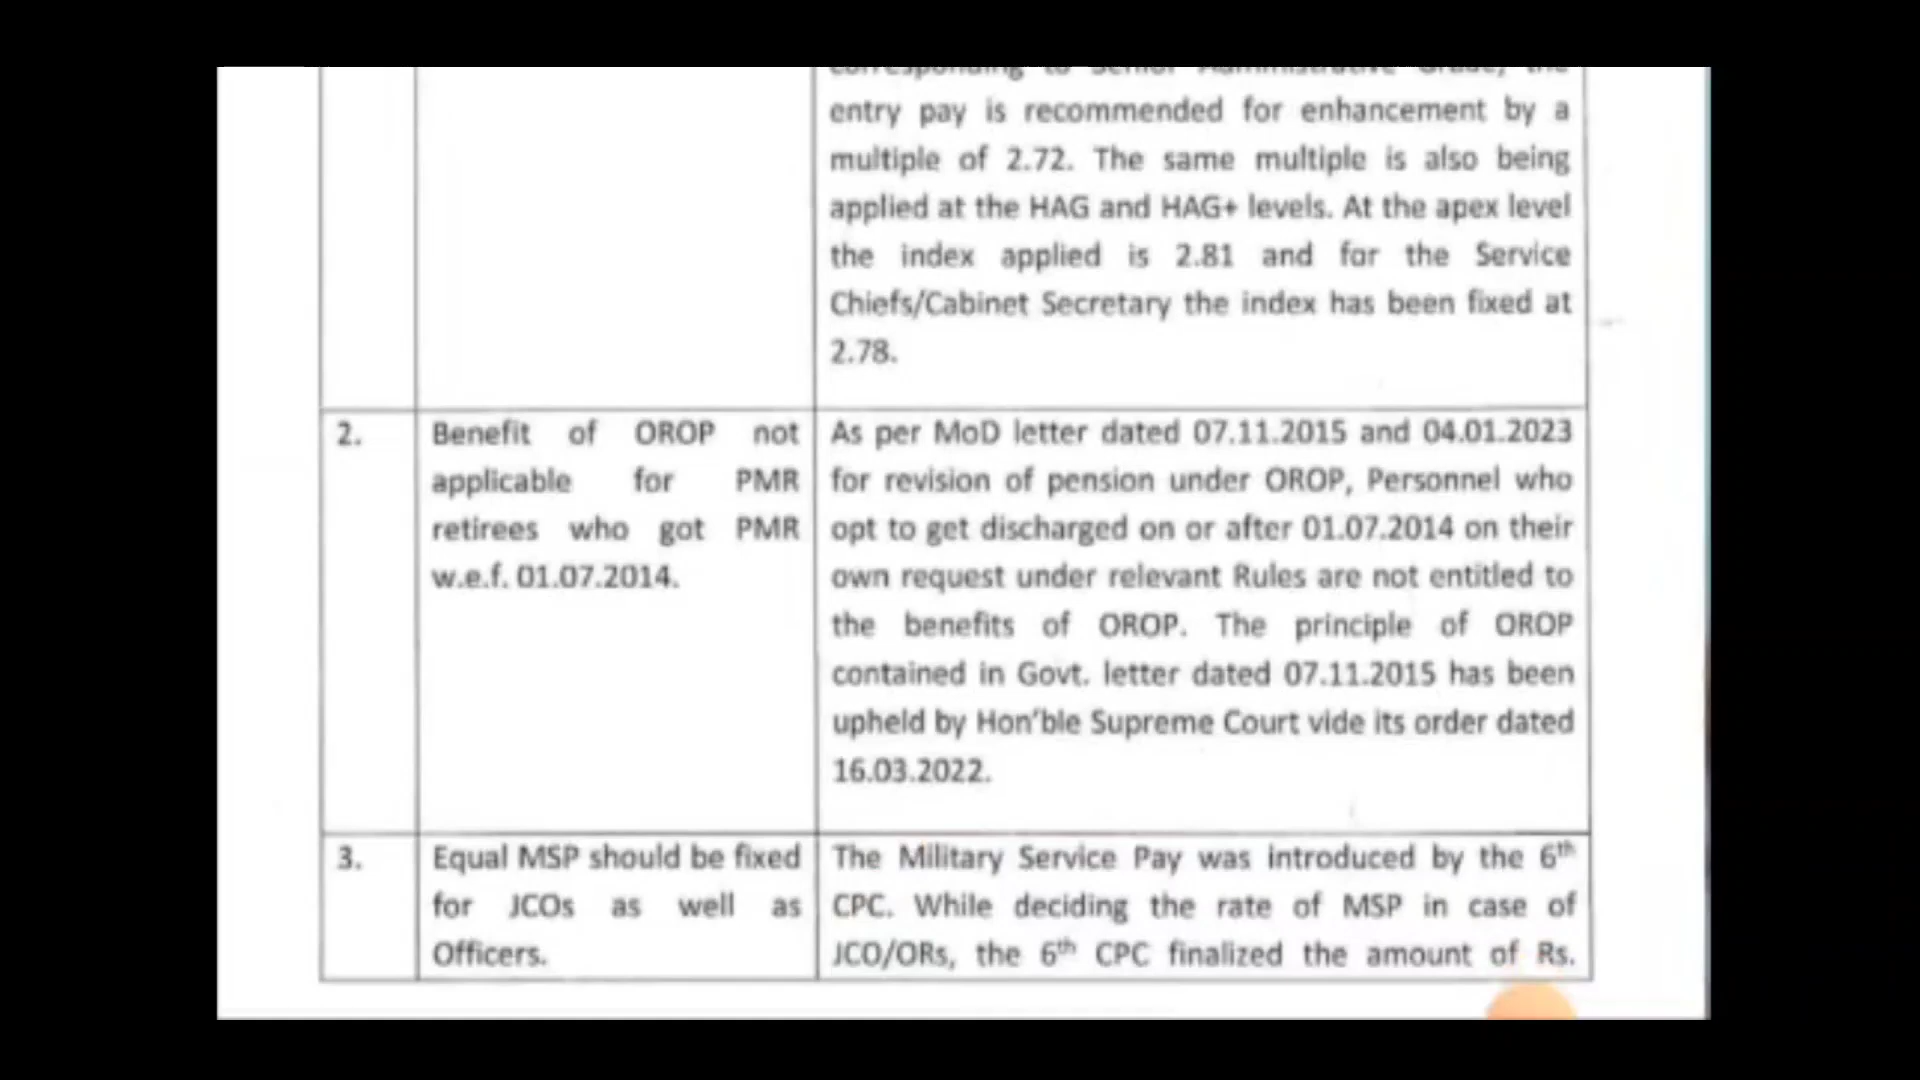 corresponding to Senior Administrative Grade, the
entry pay is recommended for enhancement by a
multiple of 2.72. The same multiple is also being
applied at the HAG and HAG+ levels. At the apex level
the index applied is 2.81 and for the Service
Chiefs/Cabinet Secretary the index has been fixed at
2.78.
2.
Benefit of OROP not
applicable for PMR
retirees who got PMR
w.e.f. 01.07.2014.
As per MoD letter dated 07.11.2015 and 04.01.2023
for revision of pension under OROP, Personnel who
opt to get discharged on or after 01.07.2014 on their
own request under relevant Rules are not entitled to
the benefits of OROP. The principle of OROP
contained in Govt. letter dated 07.11.2015 has been
upheld by Hon'ble Supreme Court vide its order dated
16.03.2022.
3.
Equal MSP should be fixed
for JCOs as well as
Officers.
The Military Service Pay was introduced by the 6th
CPC. While deciding the rate of MSP in case of
JCO/ORs, the 6th CPC finalized the amount of Rs.